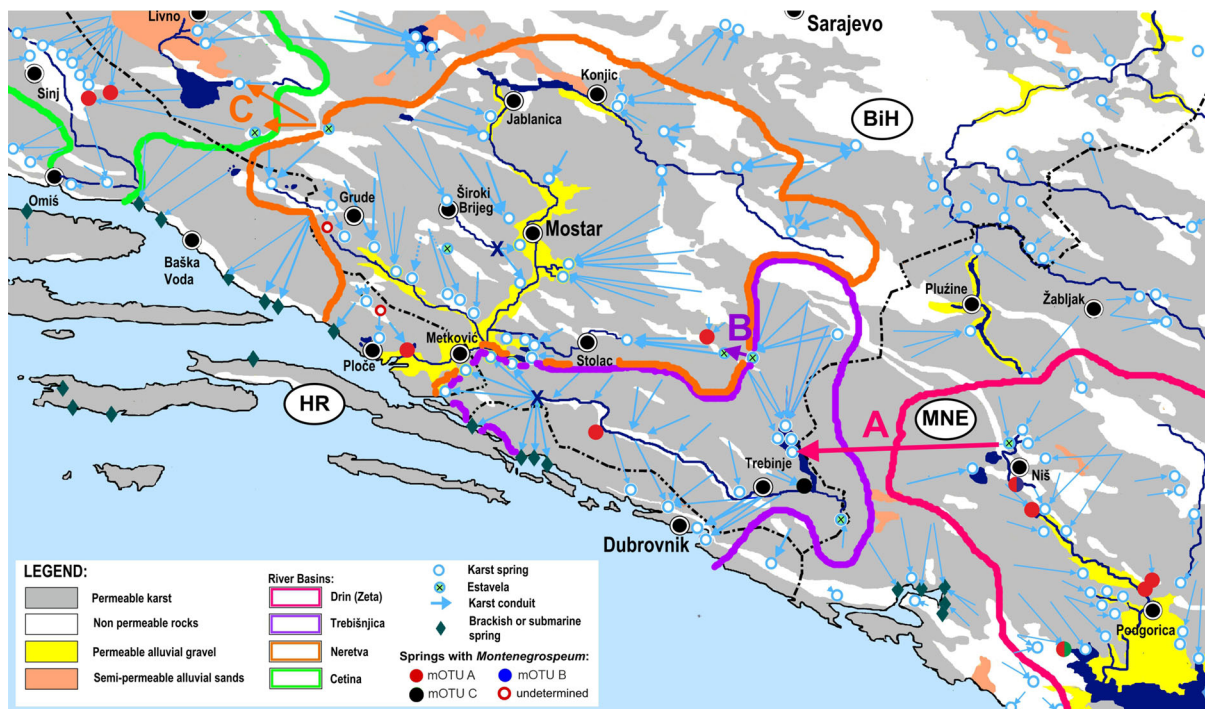 Livno
Sarajevo
Sinj
C
Konjic
Jablanica
BiH
Omiš
Grude
Široki
Brijeg
Mostar
X
Baška
Voda
Plužine
Žabljak
B
Metković
Ploče
Stolac
HR
X
A
MNE
Trebinje
Niš
Dubrovnik
Podgorica
LEGEND:
Permeable karst
Non permeable rocks
Permeable alluvial gravel
Semi-permeable alluvial sands
River Basins:
Drin (Zeta)
Trebišnjica
Neretva
Cetina
Karst spring
Estavela
Karst conduit
Brackish or submarine
spring
Springs with Montenegrospeum:
mOTU A
mOTU B
mOTU C
undetermined